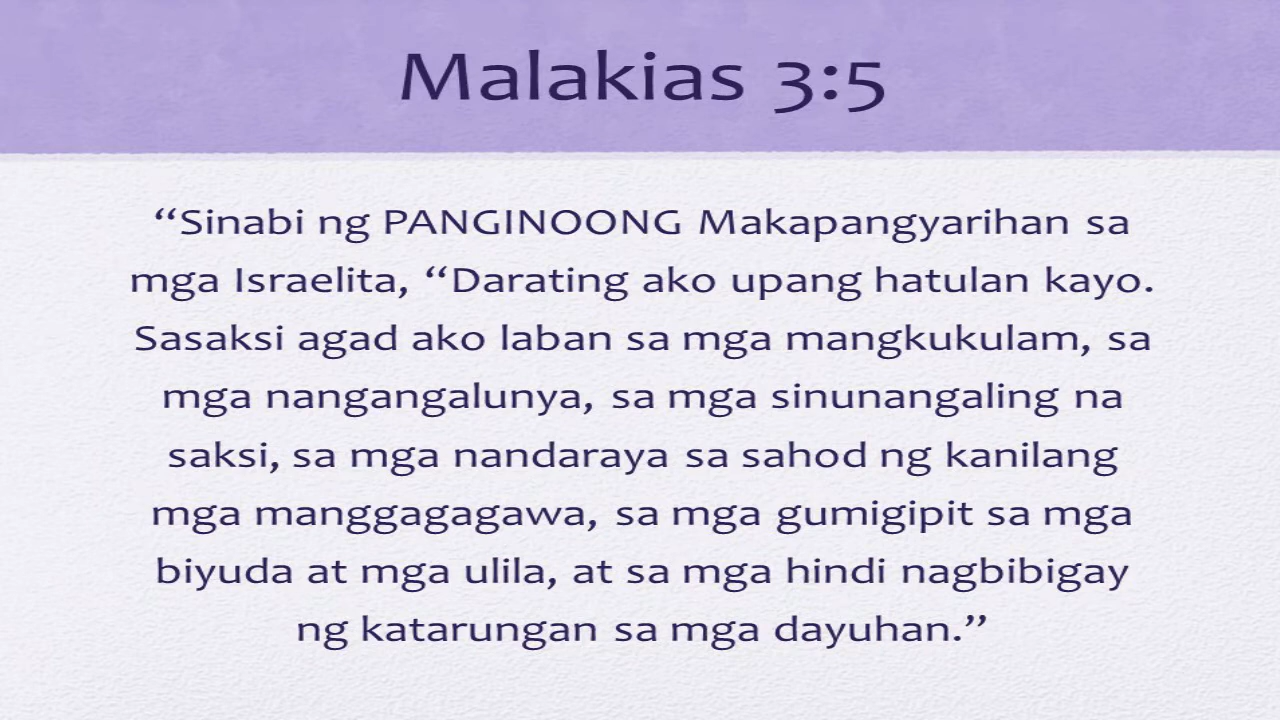 Malakias 3:5
“Sinabi ng PANGINOONG Makapangyarihan sa
mga Israelita, “Darating ako upang hatulan kayo.
Sasaksi agad ako laban sa mga mangkukulam, sa
mga nangangalunya, sa mga sinunangaling na
saksi, sa mga nandaraya sa sahod ng kanilang
mga manggagagawa, sa mga gumigipit sa mga
biyuda at mga ulila, at sa mga hindi nagbibigay
ng katarungan sa mga dayuhan.”